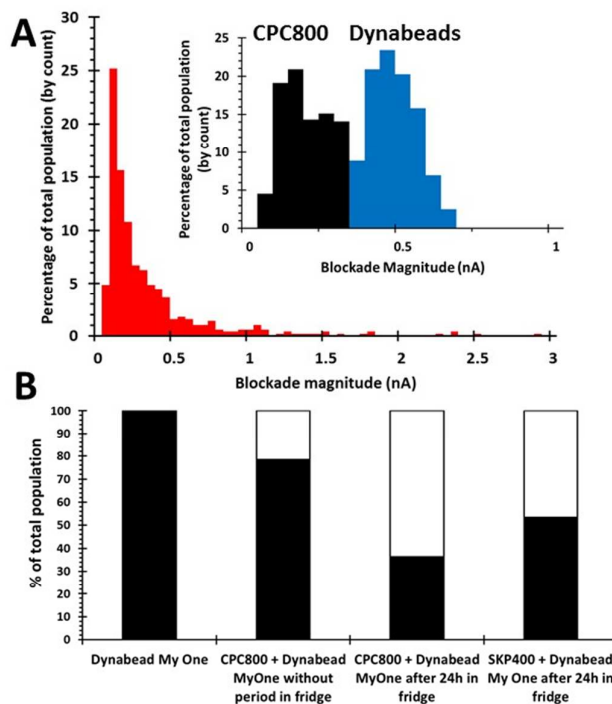 A
Percentage of total population (by count)
30
25
20
15
10
5
0
0
0.5
1
1.5
2
2.5
3
Blockade magnitude (nA)
CPC800 Dynabeads
Percentage of total population
(by count)
25
20
15
10
5
0
0
0.5
1
Blockade Magnitude (nA)
B
% of total population
100
90
80
70
60
50
40
30
20
10
0
Dynabead My One
CPC800 + Dynabead
MyOne without
period in fridge
CPC800 + Dynabead
MyOne after 24h in
fridge
SKP400 + Dynabead
My One after 24h in
fridge